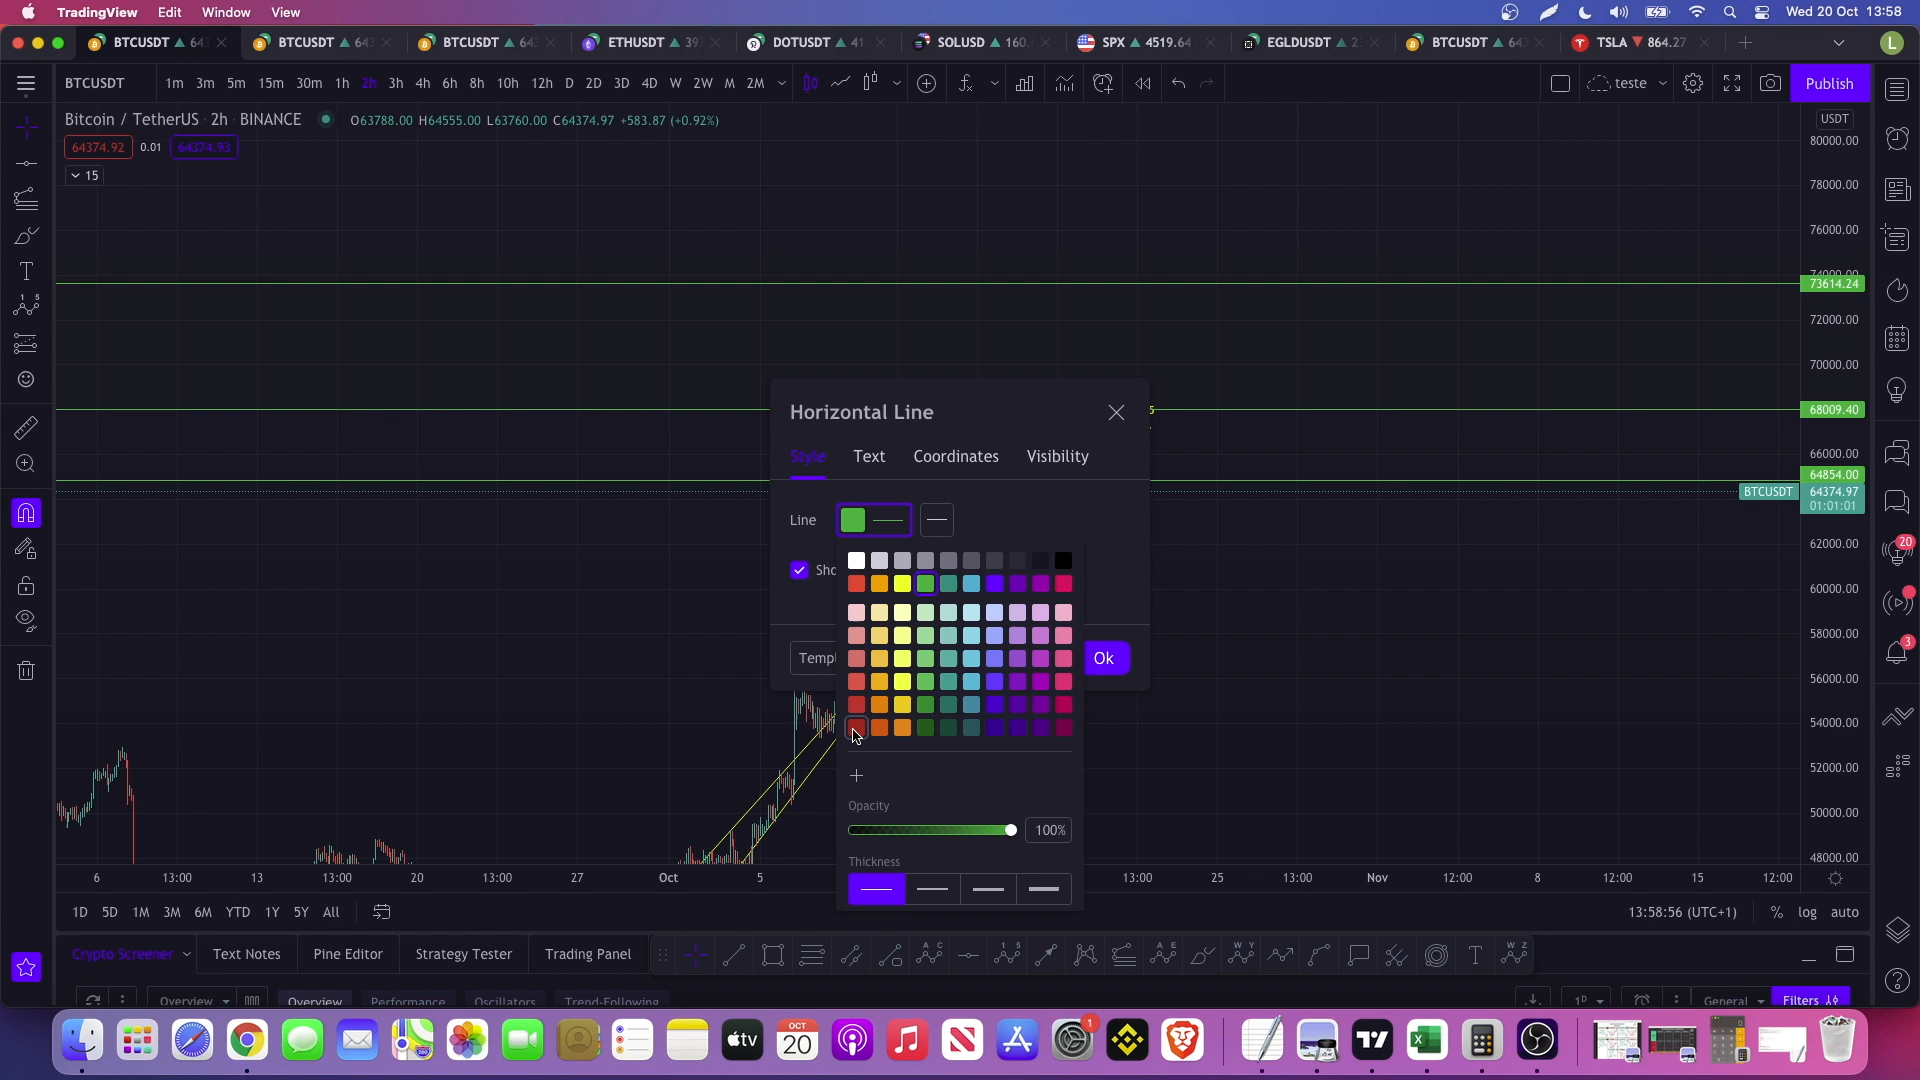 TradingView Edit Window View Wed 20 Oct 13:58
BTCUSDT BTCUSDT BTCUSDT ETHUSDT DOTUSDT SOLUSD 160. SPX 4519.64 EGLDUSDT BTCUSDT TSLA 864.27 L
BTCUSDT 1m 3m 5m 15m 30m 1h 2h 3h 4h 6h 8h 10h 12h D 2D 3D 4D W 2W M 2M teste Publish
Bitcoin / TetherUS · 2h · BINANCE O63788.00 H64555.00 L63760.00 C64374.97 +583.87 (+0.92%) USDT
64374.92 0.01 64374.93
15
80000.00
78000.00
76000.00
74000.00
73614.24
72000.00
70000.00
68009.40
66000.00
64854.00
BTCUSDT 64374.97
01:01:01
62000.00
60000.00
58000.00
56000.00
54000.00
52000.00
50000.00
48000.00
Horizontal Line
Style Text Coordinates Visibility
Line
Sho
Templ Ok
Opacity
100%
Thickness
6 13:00 13 13:00 20 13:00 27 Oct 5 13:00 25 13:00 Nov 12:00 8 12:00 15 12:00
1D 5D 1M 3M 6M YTD 1Y 5Y All 13:58:56 (UTC+1) % log auto
Crypto Screener Text Notes Pine Editor Strategy Tester Trading Panel
Overview Overview Performance Oscillators Trend-Following 1D General Filters
20
3
tv
OCT
20
1